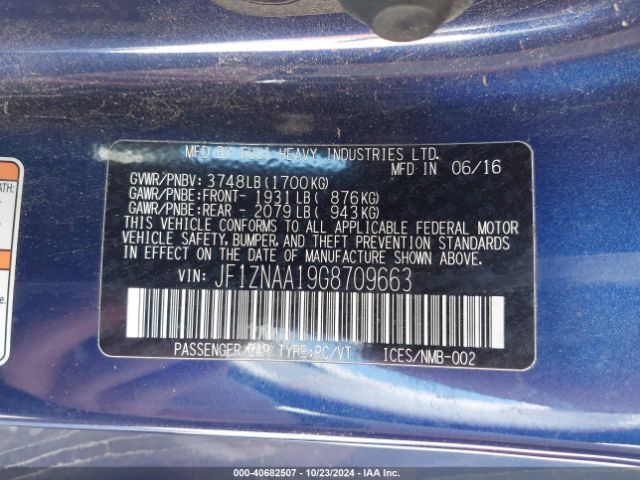 MFD BY FUJI HEAVY INDUSTRIES LTD.
MFD IN 06/16
GVWR/PNBV: 3748LB(1700KG)
GAWR/PNBE:FRONT- 1931LB( 876KG)
GAWR/PNBE:REAR - 2079LB( 943KG)
THIS VEHICLE CONFORMS TO ALL APPLICABLE FEDERAL MOTOR
VEHICLE SAFETY, BUMPER, AND THEFT PREVENTION STANDARDS
IN EFFECT ON THE DATE OF MANUFACTURE SHOWN ABOVE.
VIN: JF1ZNAA19G8709663
PASSENGER CAR TYPE:PC/VT ICES/NMB-002
000-40682507 - 10/23/2024 - IAAI.COM